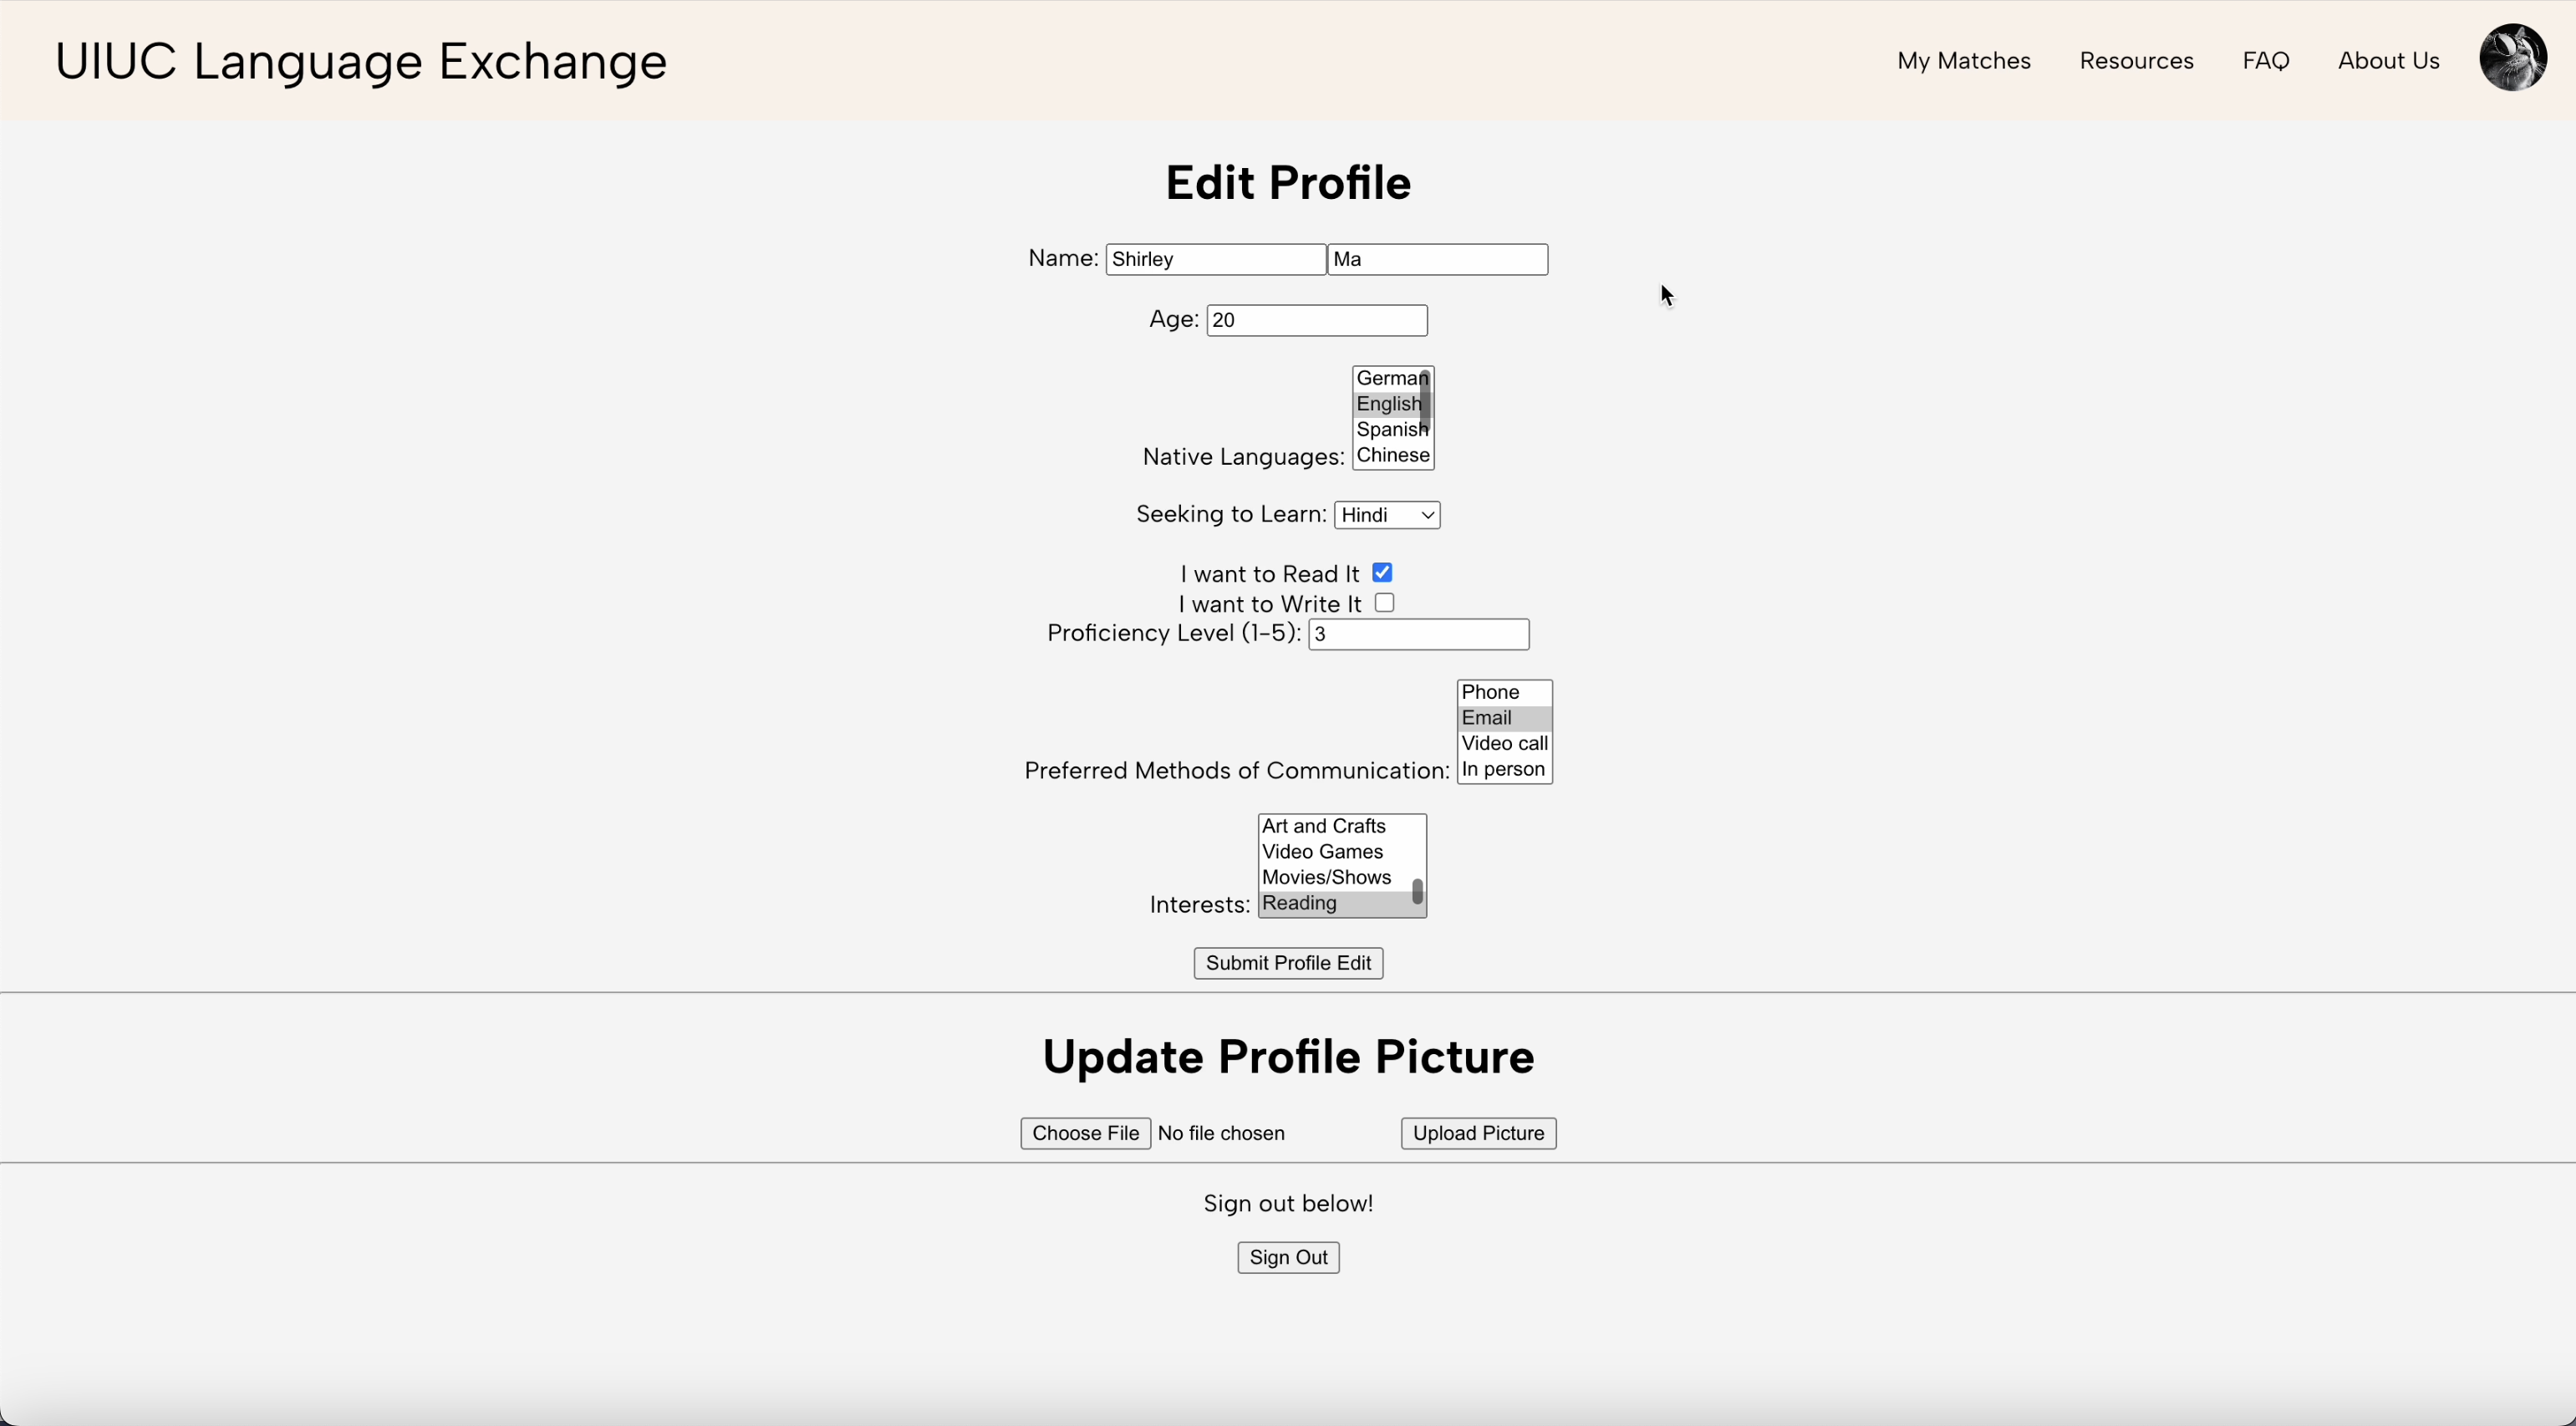 UIUC Language Exchange
My Matches Resources FAQ About Us
Edit Profile
Name: Shirley Ma
Age: 20
German
English
Spanish
Chinese
Native Languages:
Seeking to Learn: Hindi
I want to Read It
I want to Write It
Proficiency Level (1-5): 3
Phone
Email
Video call
In person
Preferred Methods of Communication:
Art and Crafts
Video Games
Movies/Shows
Reading
Interests:
Submit Profile Edit
Update Profile Picture
Choose File No file chosen Upload Picture
Sign out below!
Sign Out